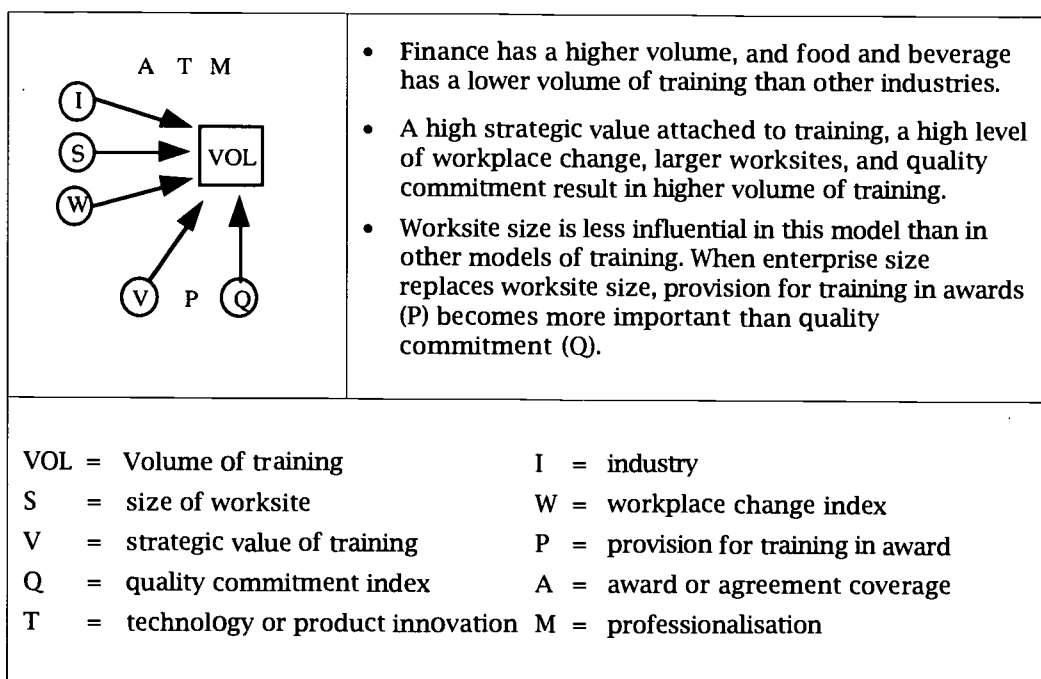 A T M
I
S
W
VOL
V P Q
• Finance has a higher volume, and food and beverage
has a lower volume of training than other industries.
• A high strategic value attached to training, a high level
of workplace change, larger worksites, and quality
commitment result in higher volume of training.
• Worksite size is less influential in this model than in
other models of training. When enterprise size
replaces worksite size, provision for training in awards
(P) becomes more important than quality
commitment (Q).
VOL = Volume of training I = industry
S = size of worksite W = workplace change index
V = strategic value of training P = provision for training in award
Q = quality commitment index A = award or agreement coverage
T = technology or product innovation M = professionalisation